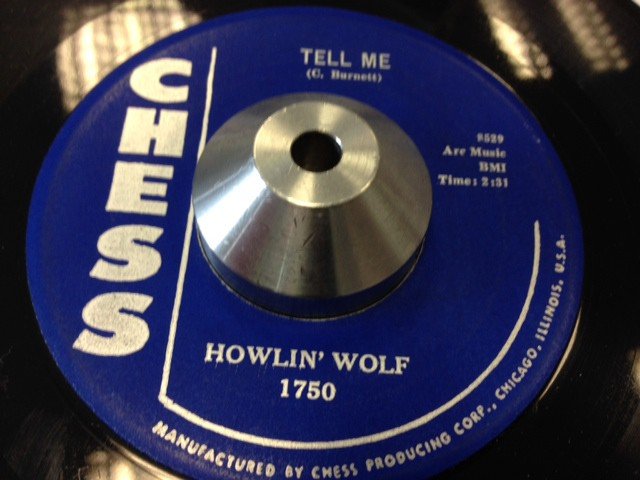 CHESS
TELL ME
(C. Burnett)
8529
Arc Music
BMI
Time: 2:31
HOWLIN' WOLF
1750
MANUFACTURED BY CHESS PRODUCING CORP., CHICAGO, ILLINOIS, U.S.A.